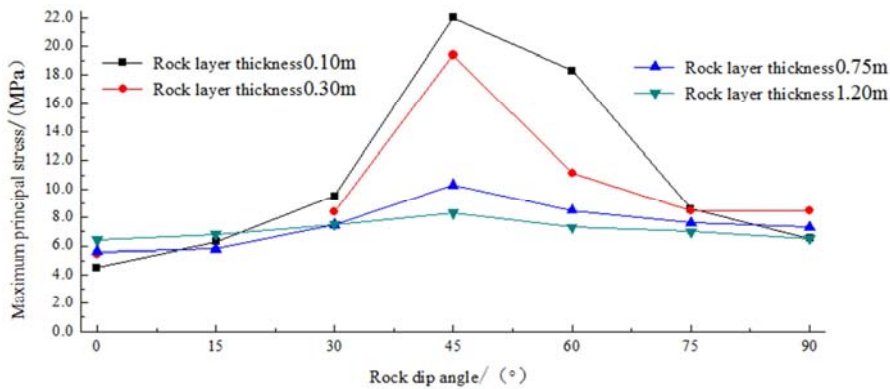 22.0
20.0
18.0
16.0
14.0
12.0
10.0
8.0
6.0
4.0
2.0
0.0
Maximum principal stress/ (MPa)
Rock layer thickness0.10m
Rock layer thickness0.30m
Rock layer thickness0.75m
Rock layer thickness1.20m
0 15 30 45 60 75 90
Rock dip angle/ (°)